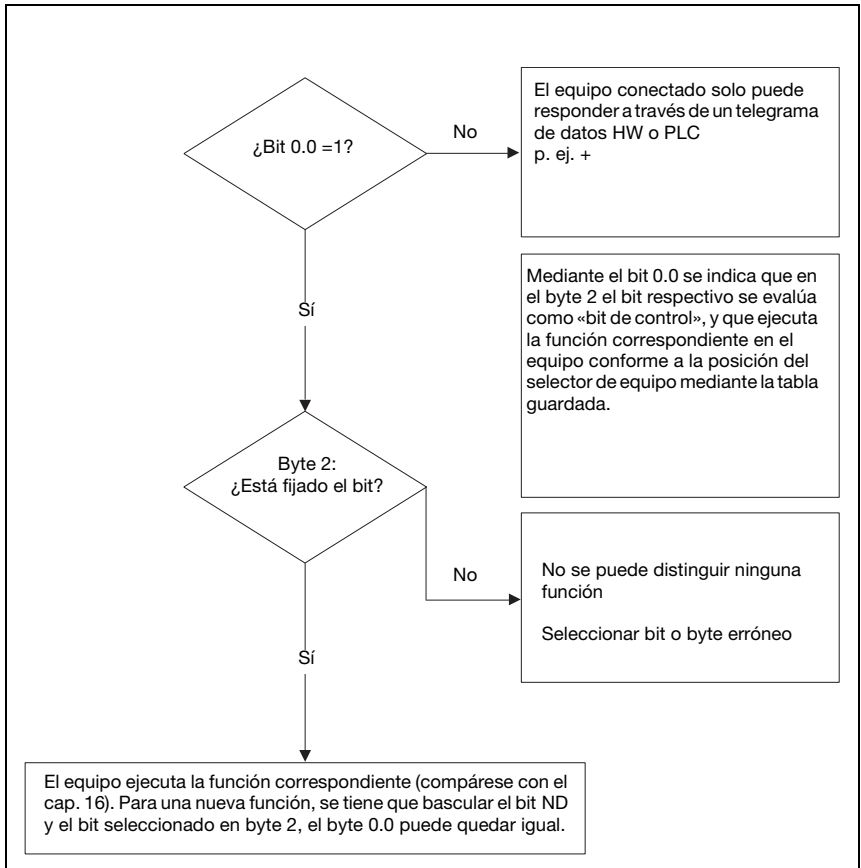 ¿Bit 0.0 =1?
No
El equipo conectado solo puede
responder a través de un telegrama
de datos HW o PLC
p. ej. +
Sí
Mediante el bit 0.0 se indica que en
el byte 2 el bit respectivo se evalúa
como «bit de control», y que ejecuta
la función correspondiente en el
equipo conforme a la posición del
selector de equipo mediante la tabla
guardada.
Byte 2:
¿Está fijado el bit?
No
No se puede distinguir ninguna
función
Seleccionar bit o byte erróneo
Sí
El equipo ejecuta la función correspondiente (compárese con el
cap. 16). Para una nueva función, se tiene que bascular el bit ND
y el bit seleccionado en byte 2, el byte 0.0 puede quedar igual.